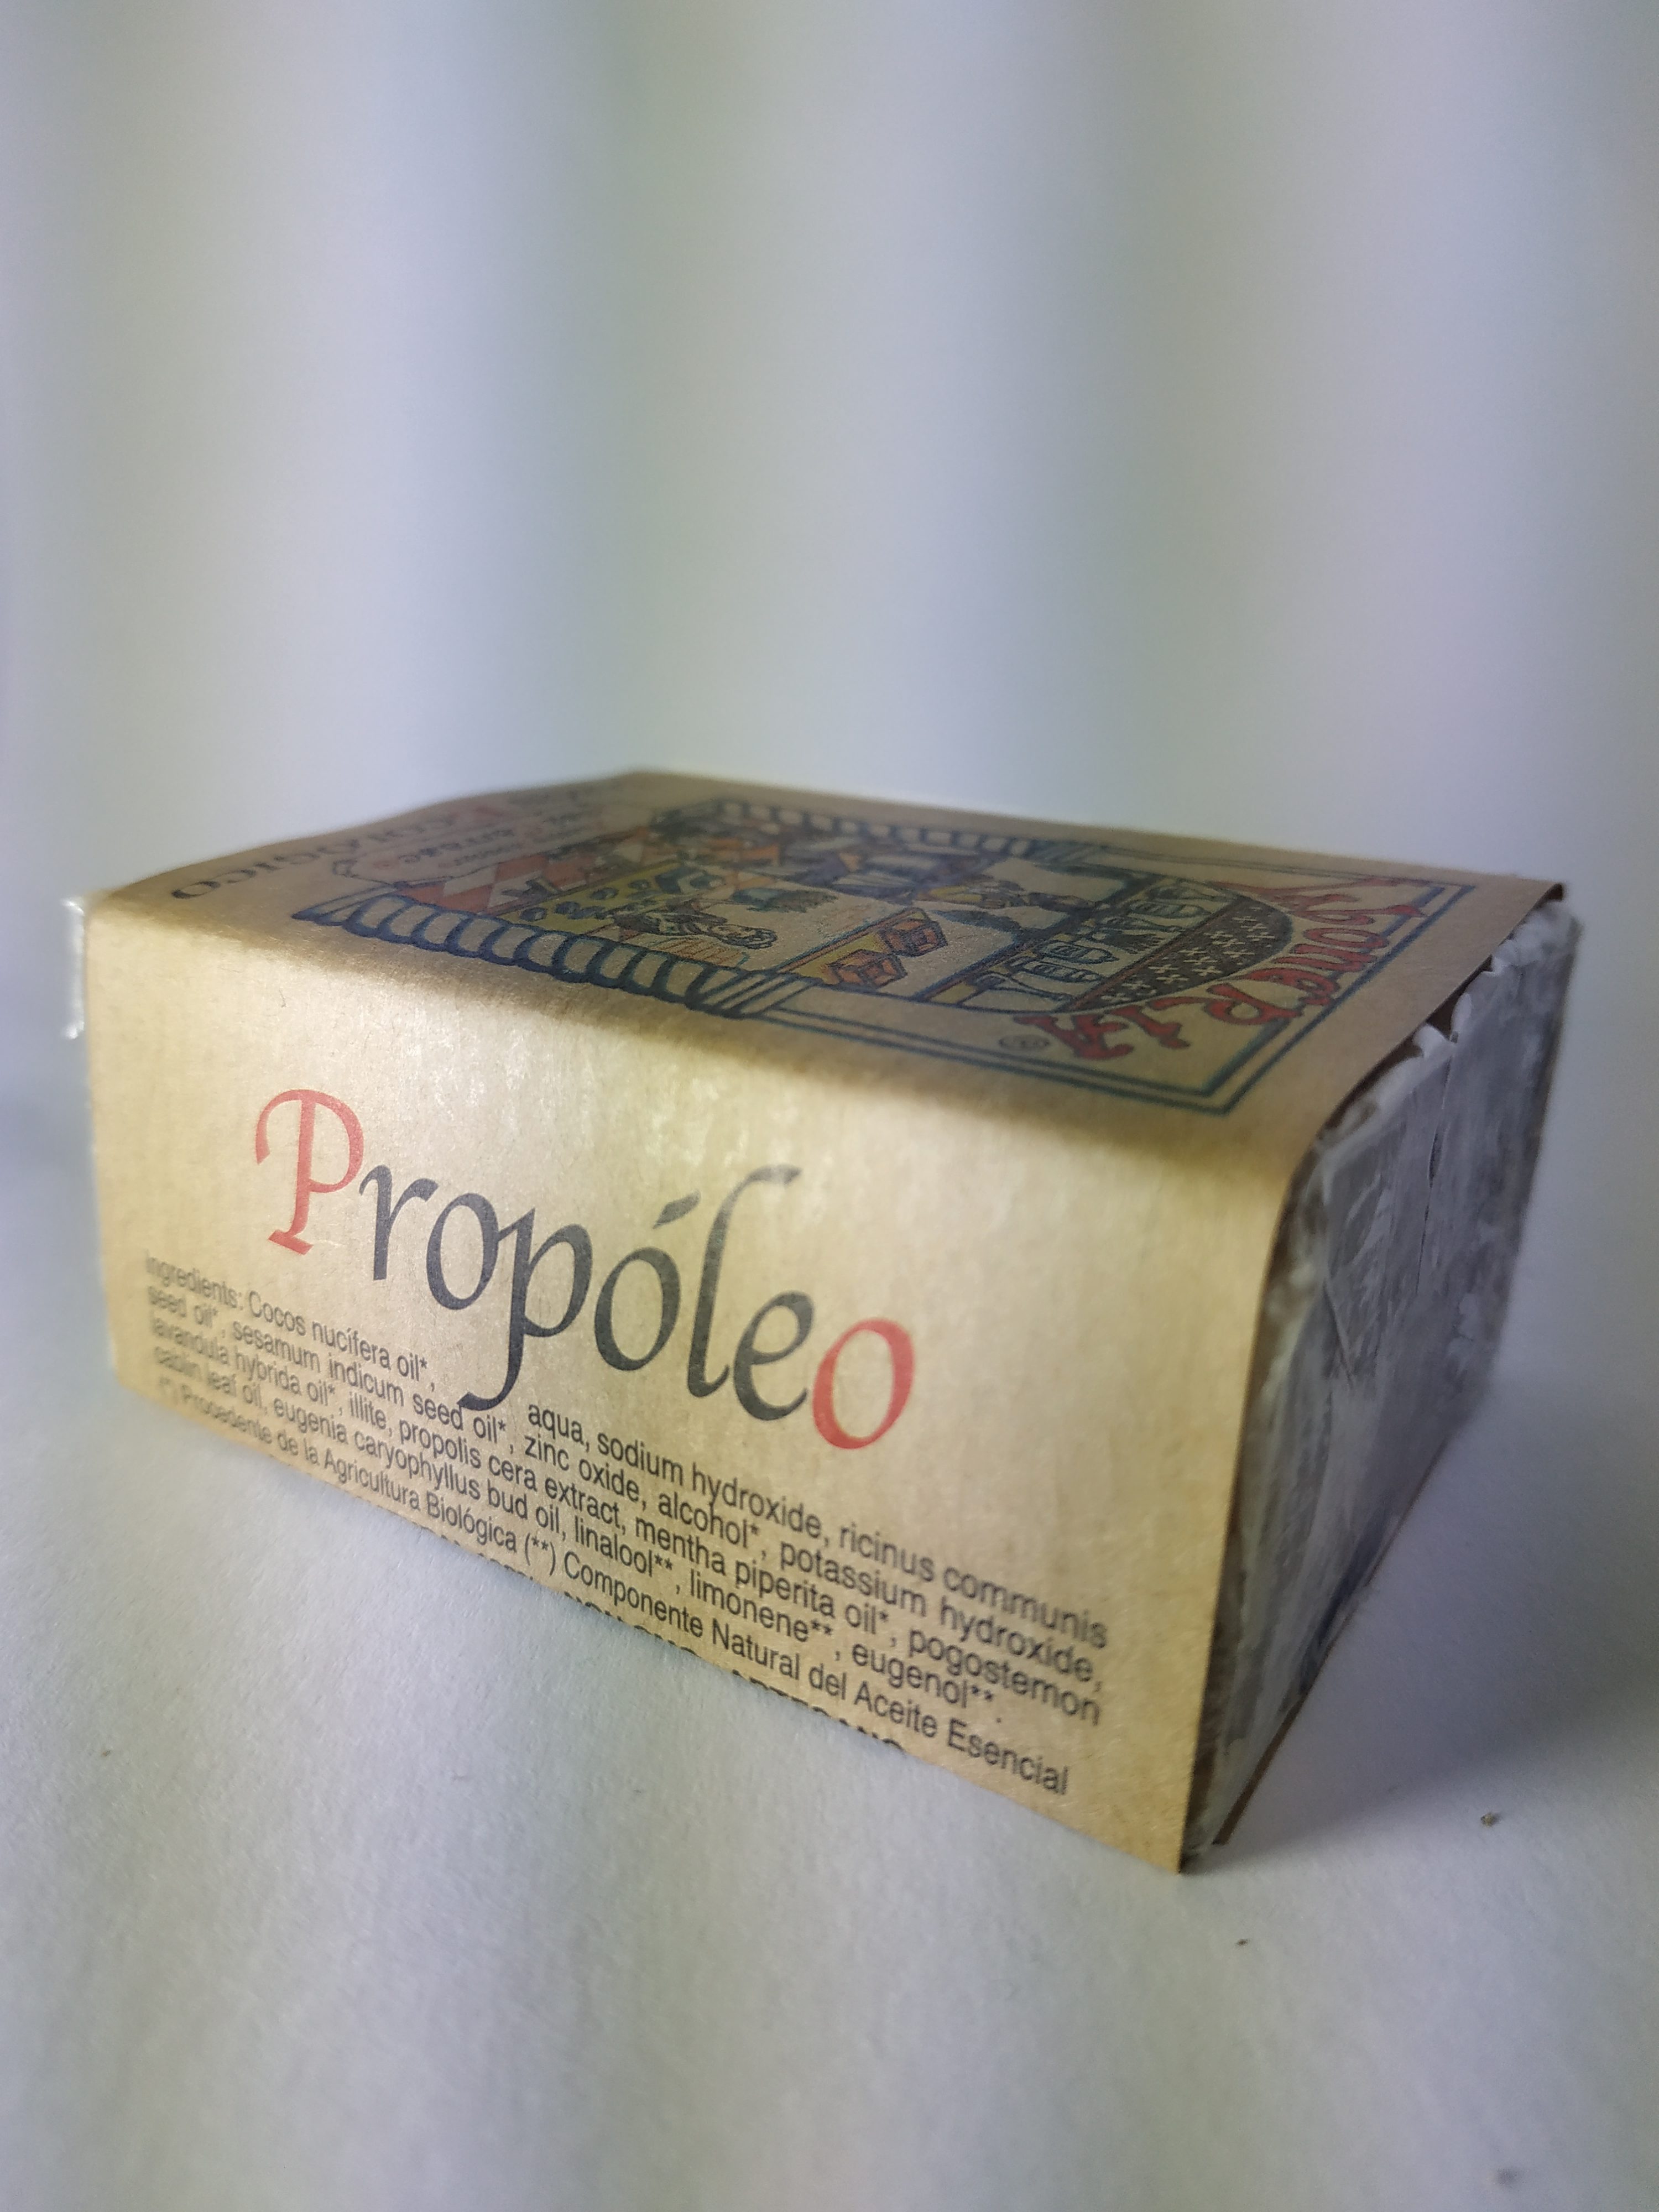 ECOLÓGICO
Propóleo
Ingredients: Cocos nucífera oil*, aqua, sodium hydroxide, ricinus communis
seed oil*, sesamum indicum seed oil*, zinc oxide, alcohol*, potassium hydroxide,
lavandula hybrida oil*, illite, propolis cera extract, mentha piperita oil*, pogostemon
cablin leaf oil, eugenia caryophyllus bud oil, linalool**, limonene**, eugenol**.
(*) Procedente de la Agricultura Biológica (**) Componente Natural del Aceite Esencial